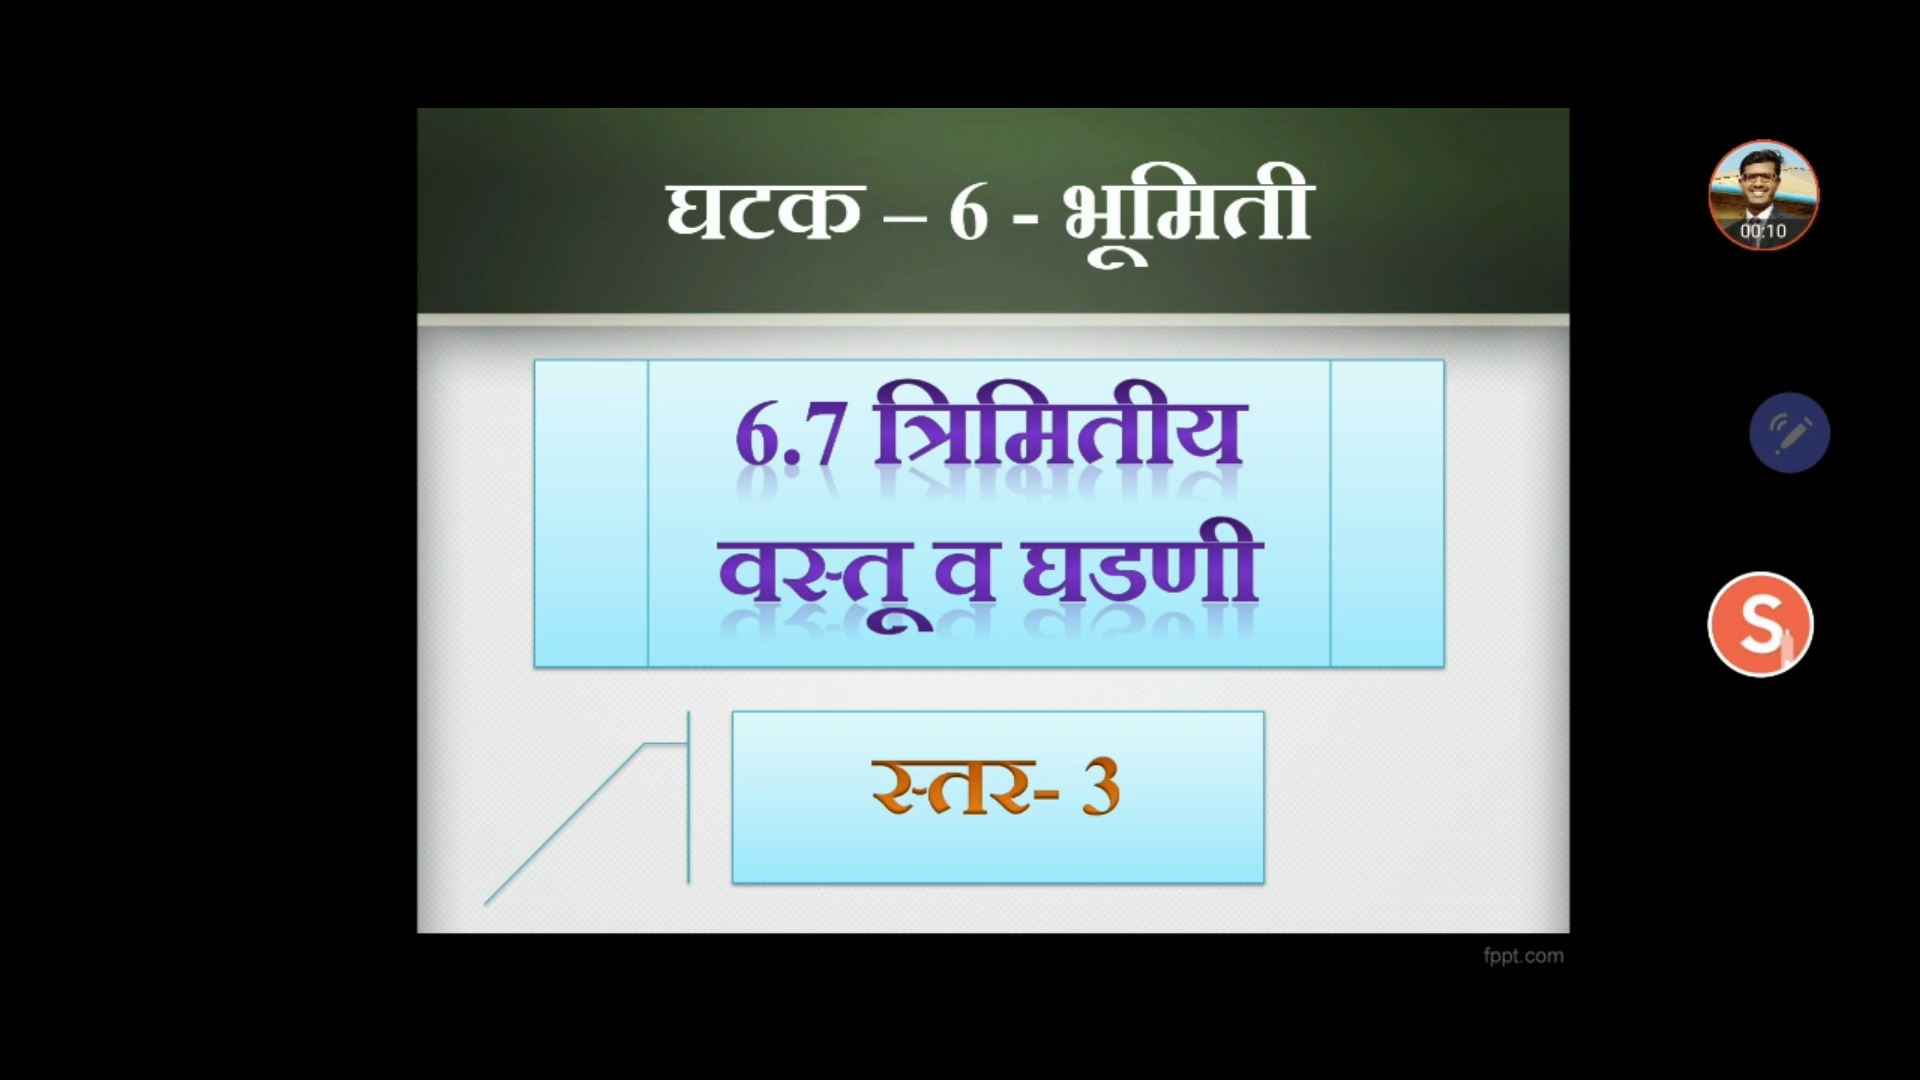 घटक – 6 - भूमिती
6.7 त्रिमितीय
वस्तू व घडणी
स्तर- 3
00:10
S
fppt.com